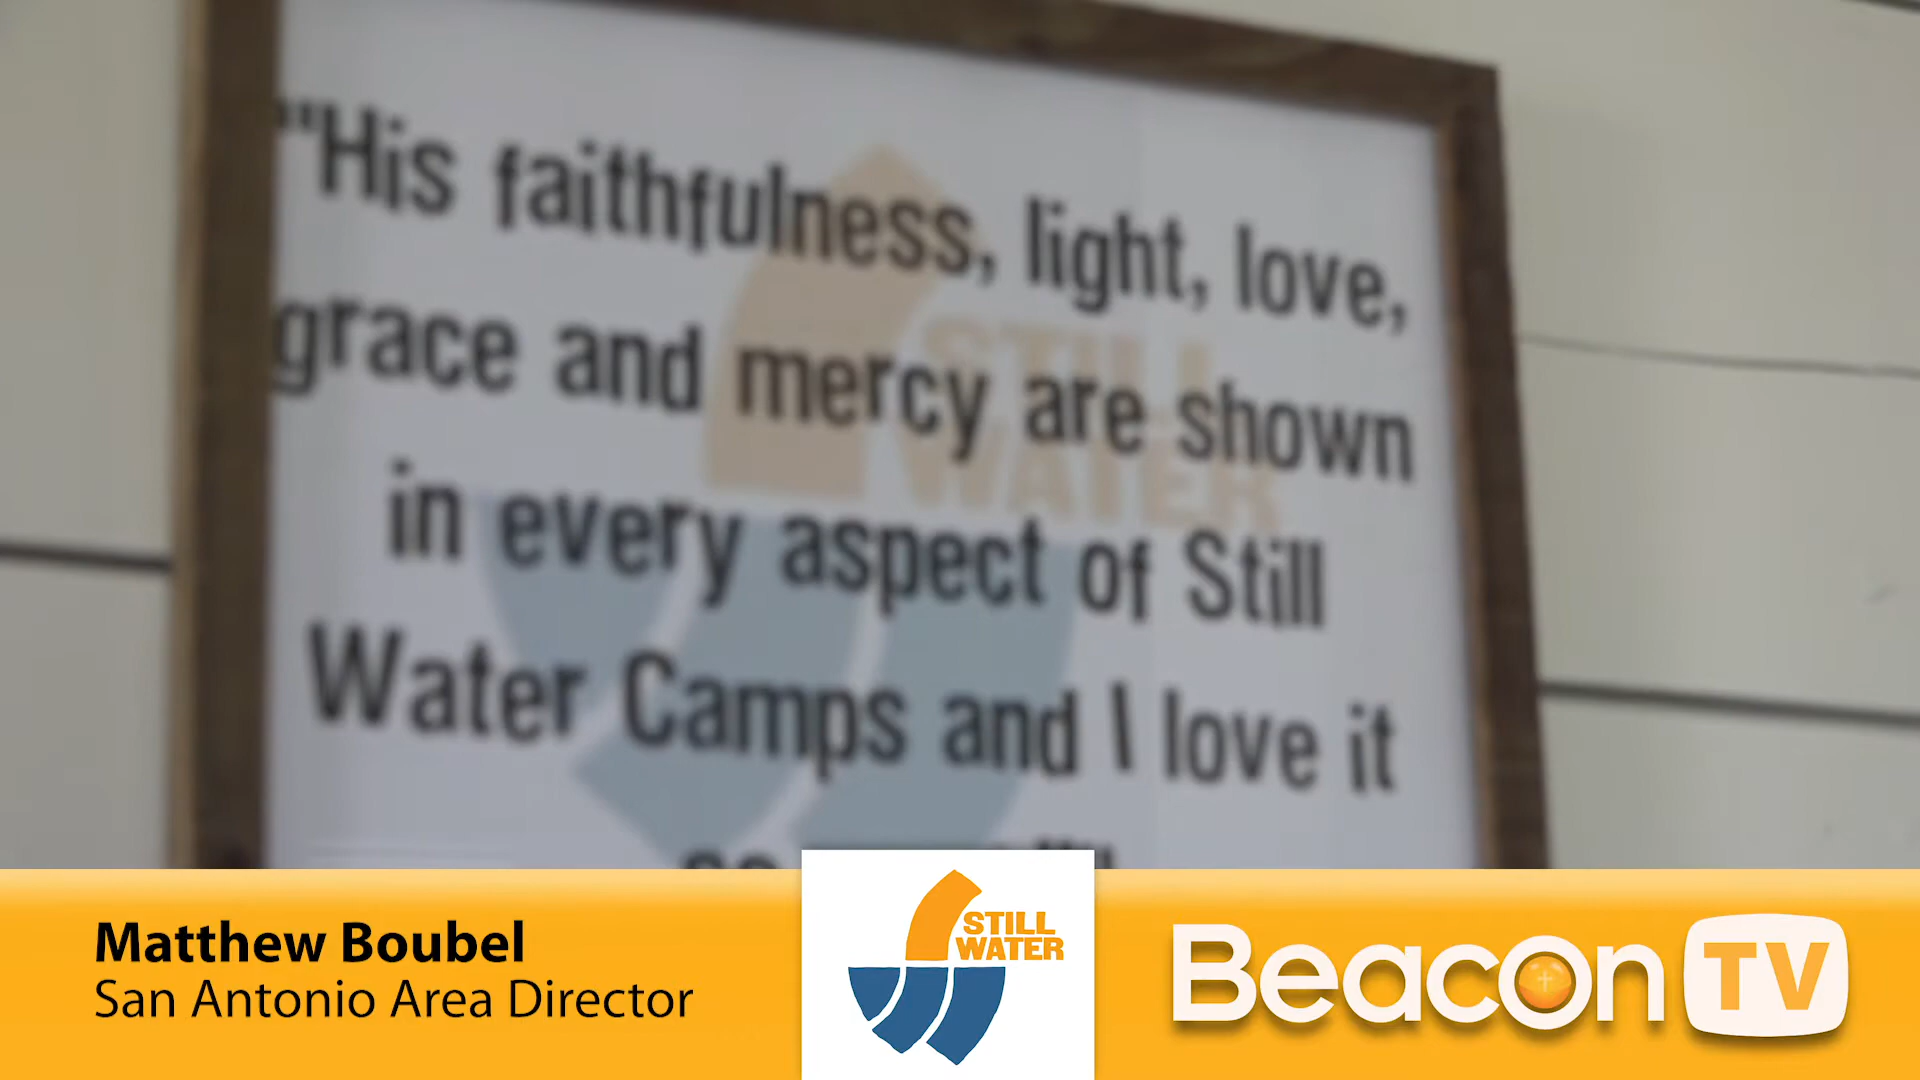 "His faithfulness, light, love,
grace and mercy are shown
STILL
WATER
in every aspect of Still
Water Camps and I love it
Matthew Boubel
San Antonio Area Director
STILL
WATER
Beacon TV